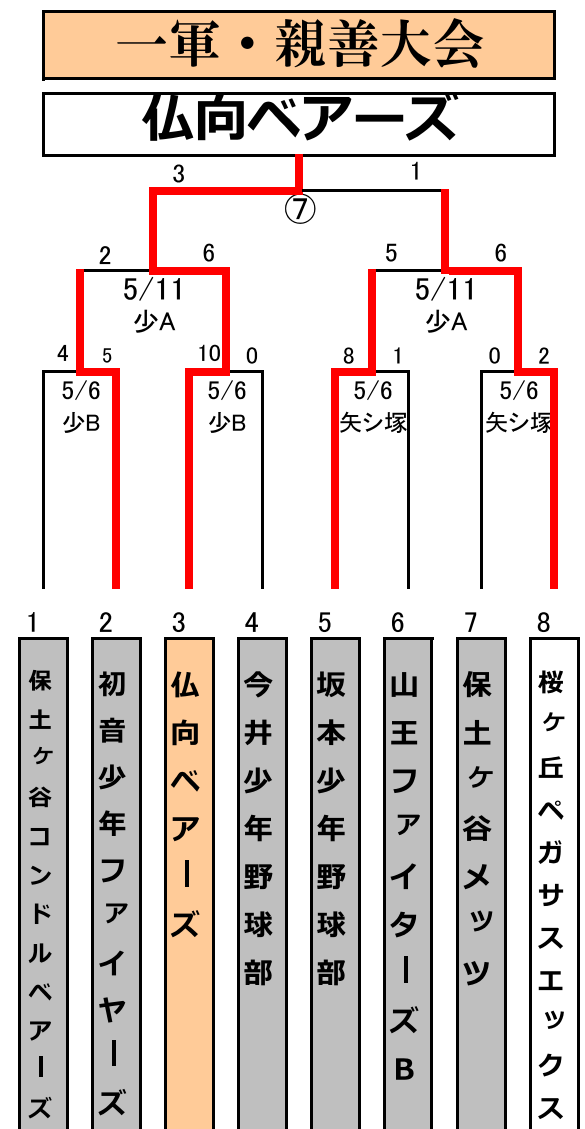 一軍・親善大会
仏向ベアーズ
3 1
⑦
2 6 5 6
5/11 5/11
少A 少A
4 5 10 0 8 1 0 2
5/6 5/6 5/6 5/6
少B 少B 矢シ塚 矢シ塚
1 2 3 4 5 6 7 8
保土ヶ谷コンドルベアーズ
初音少年ファイヤーズ
仏向ベアーズ
今井少年野球部
坂本少年野球部
山王ファイターズB
保土ヶ谷メッツ
桜ヶ丘ペガサスエックス